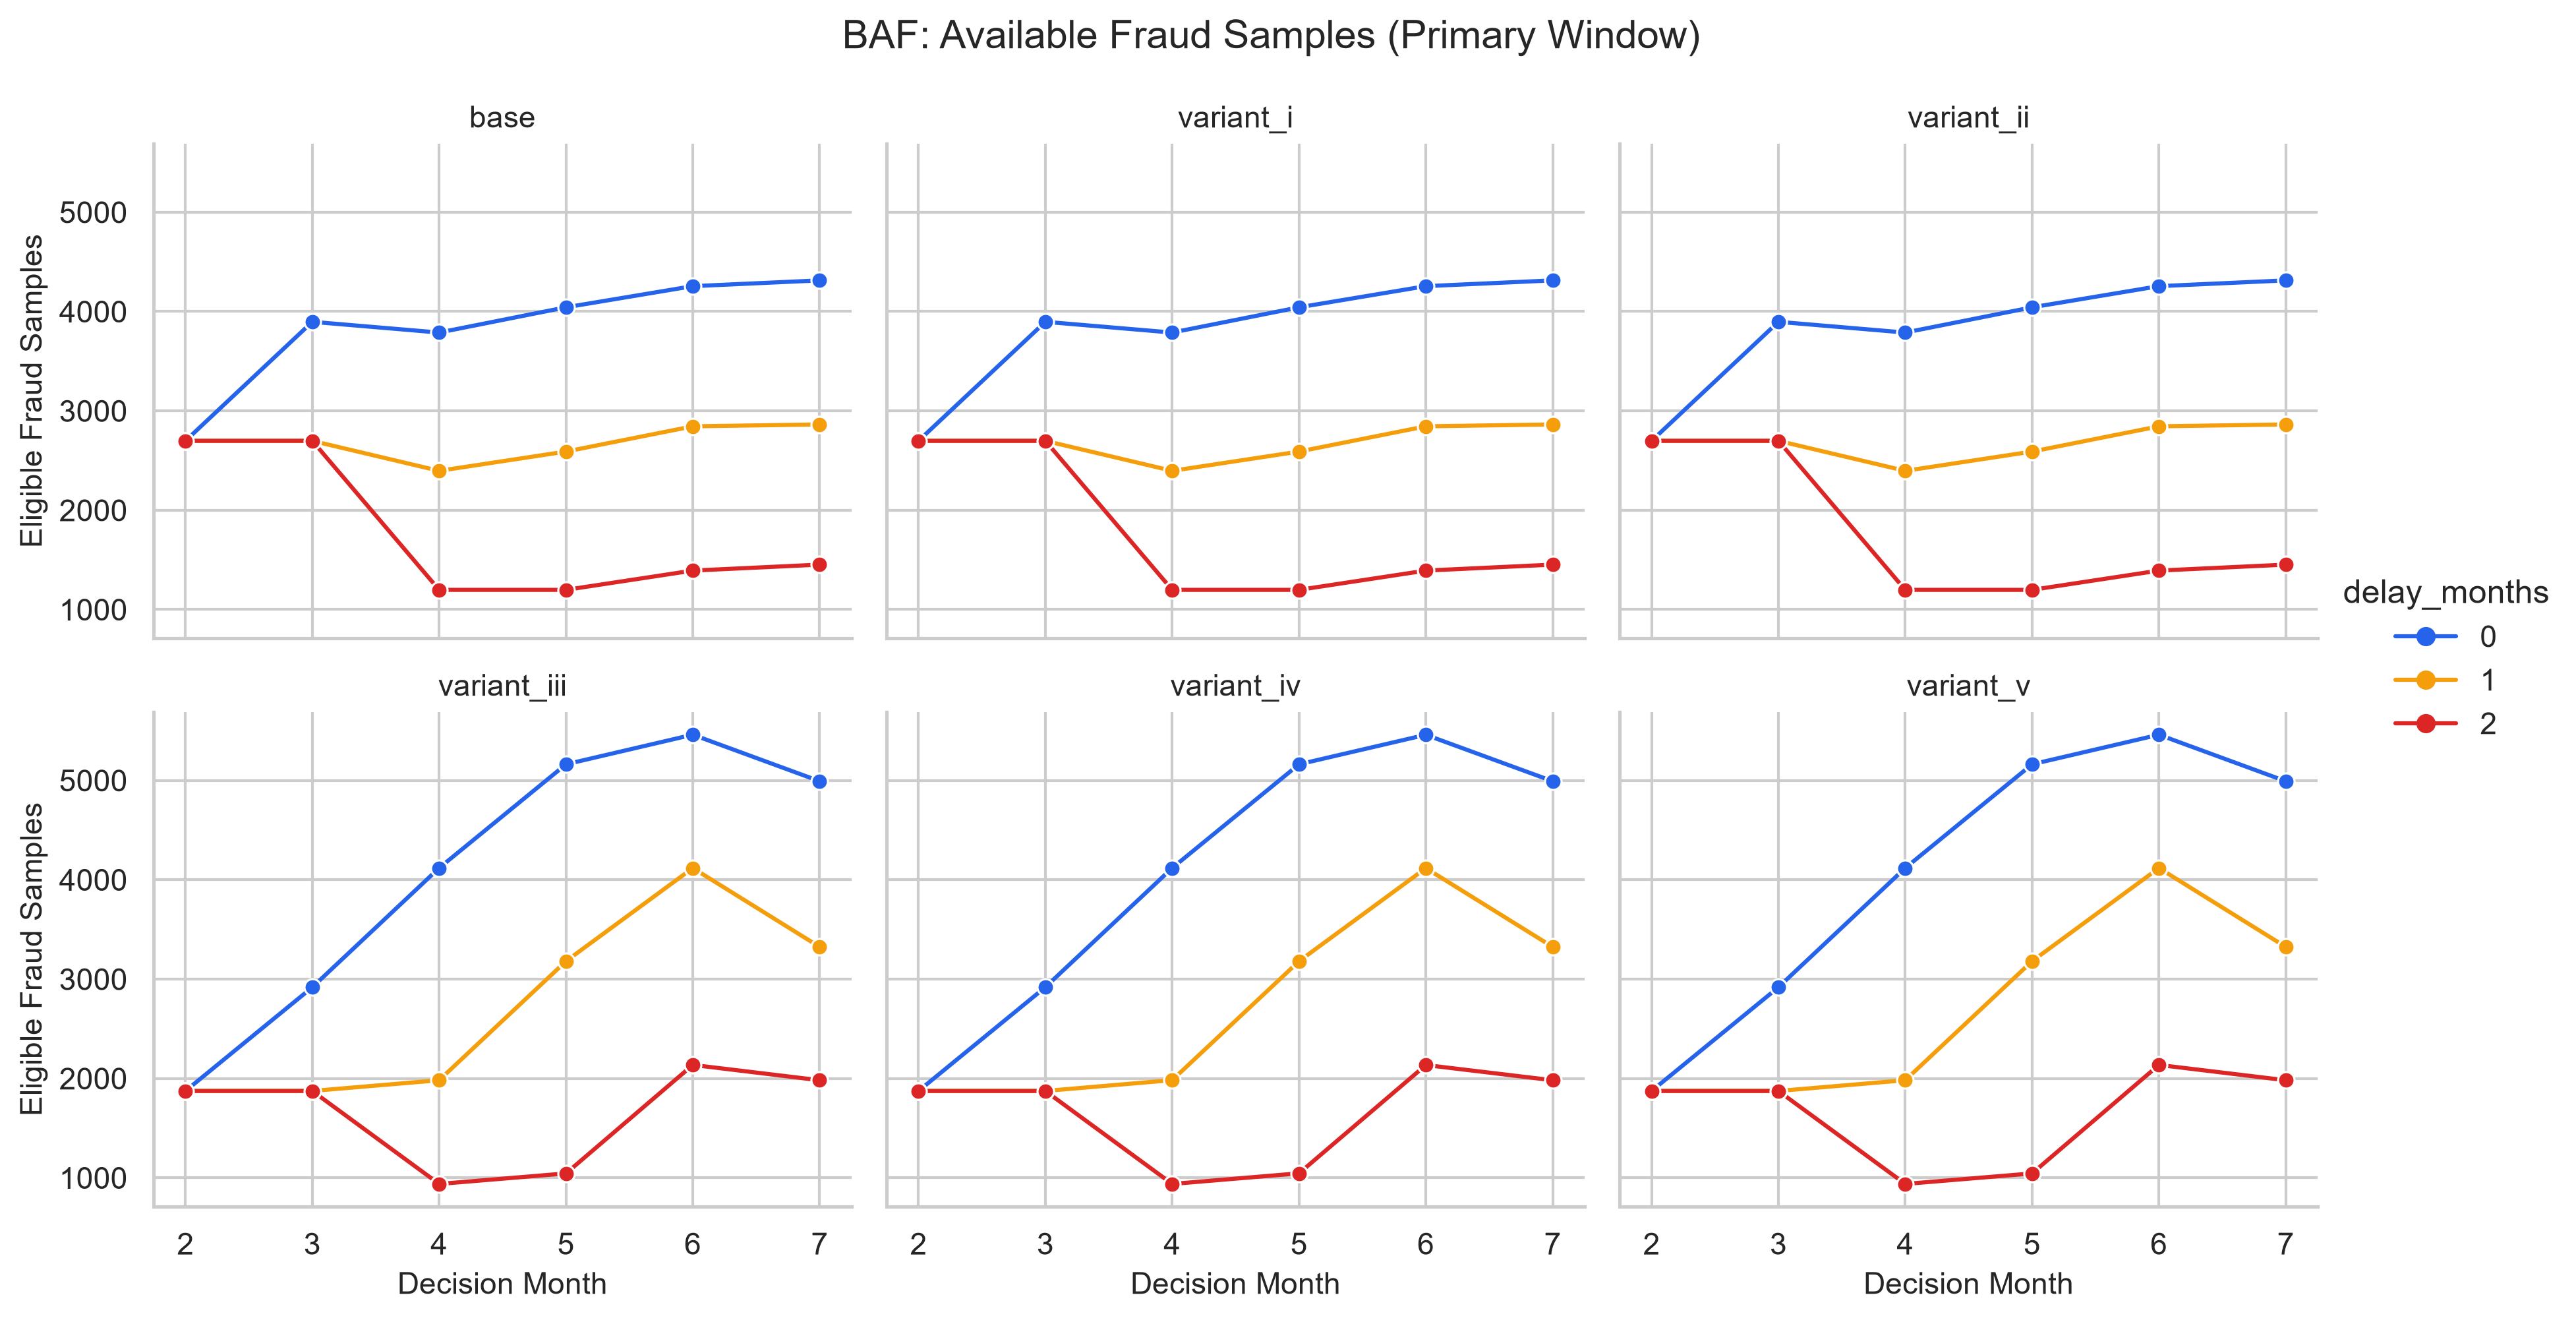 BAF: Available Fraud Samples (Primary Window)
base
variant_i
variant_ii
Eligible Fraud Samples
5000
4000
3000
2000
1000
delay_months
0
1
2
variant_iii
variant_iv
variant_v
Eligible Fraud Samples
5000
4000
3000
2000
1000
2 3 4 5 6 7
2 3 4 5 6 7
2 3 4 5 6 7
Decision Month
Decision Month
Decision Month